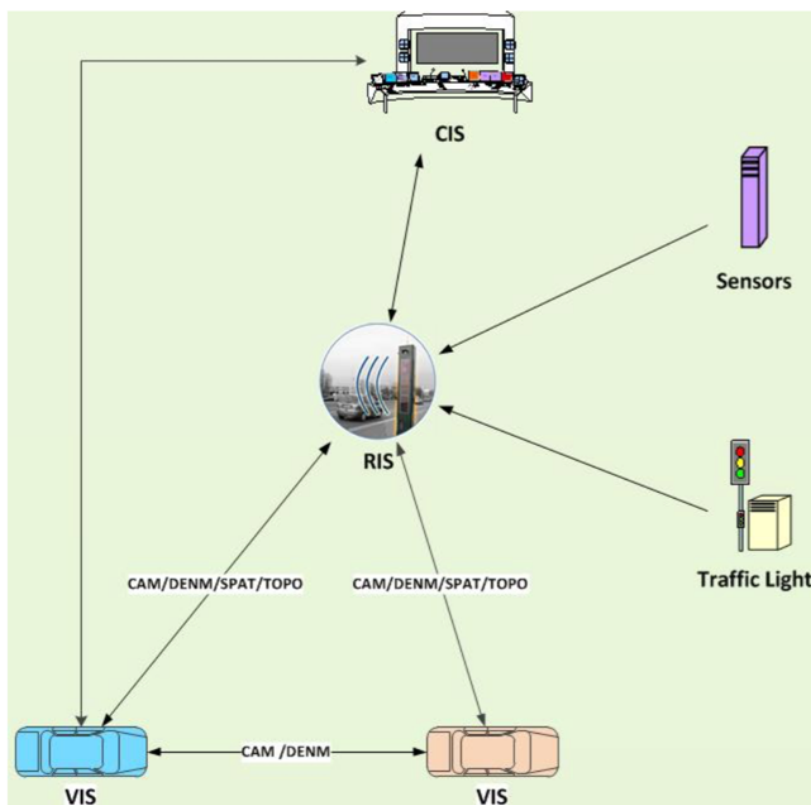 CIS
Sensors
RIS
Traffic Light
CAM/DENM/SPAT/TOPO
CAM/DENM/SPAT/TOPO
CAM /DENM
VIS
VIS